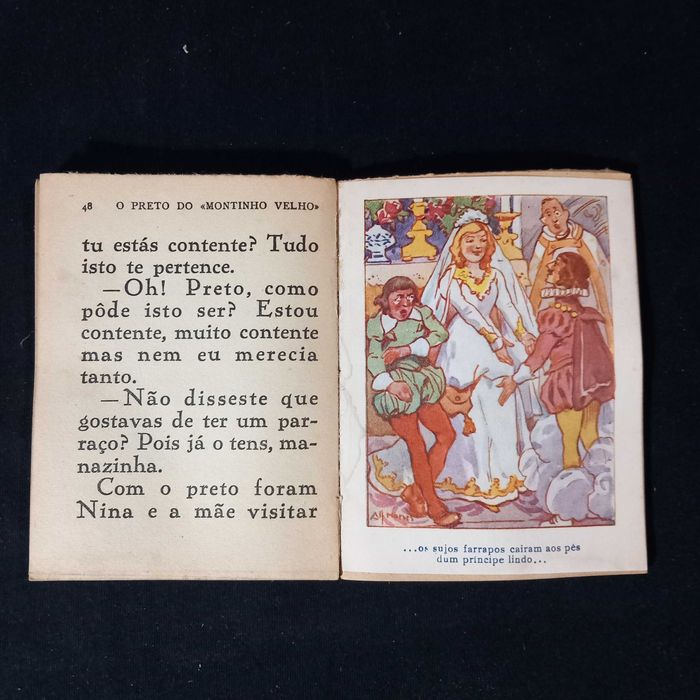 48 O PRETO DO «MONTINHO VELHO»
tu estás contente? Tudo
isto te pertence.
—Oh! Preto, como
pôde isto ser? Estou
contente, muito contente
mas nem eu merecia
tanto.
—Não disseste que
gostavas de ter um par-
raço? Pois já o tens, ma-
nazinha.
Com o preto foram
Nina e a mãe visitar
...os sujos farrapos cairam aos pés
dum príncipe lindo...